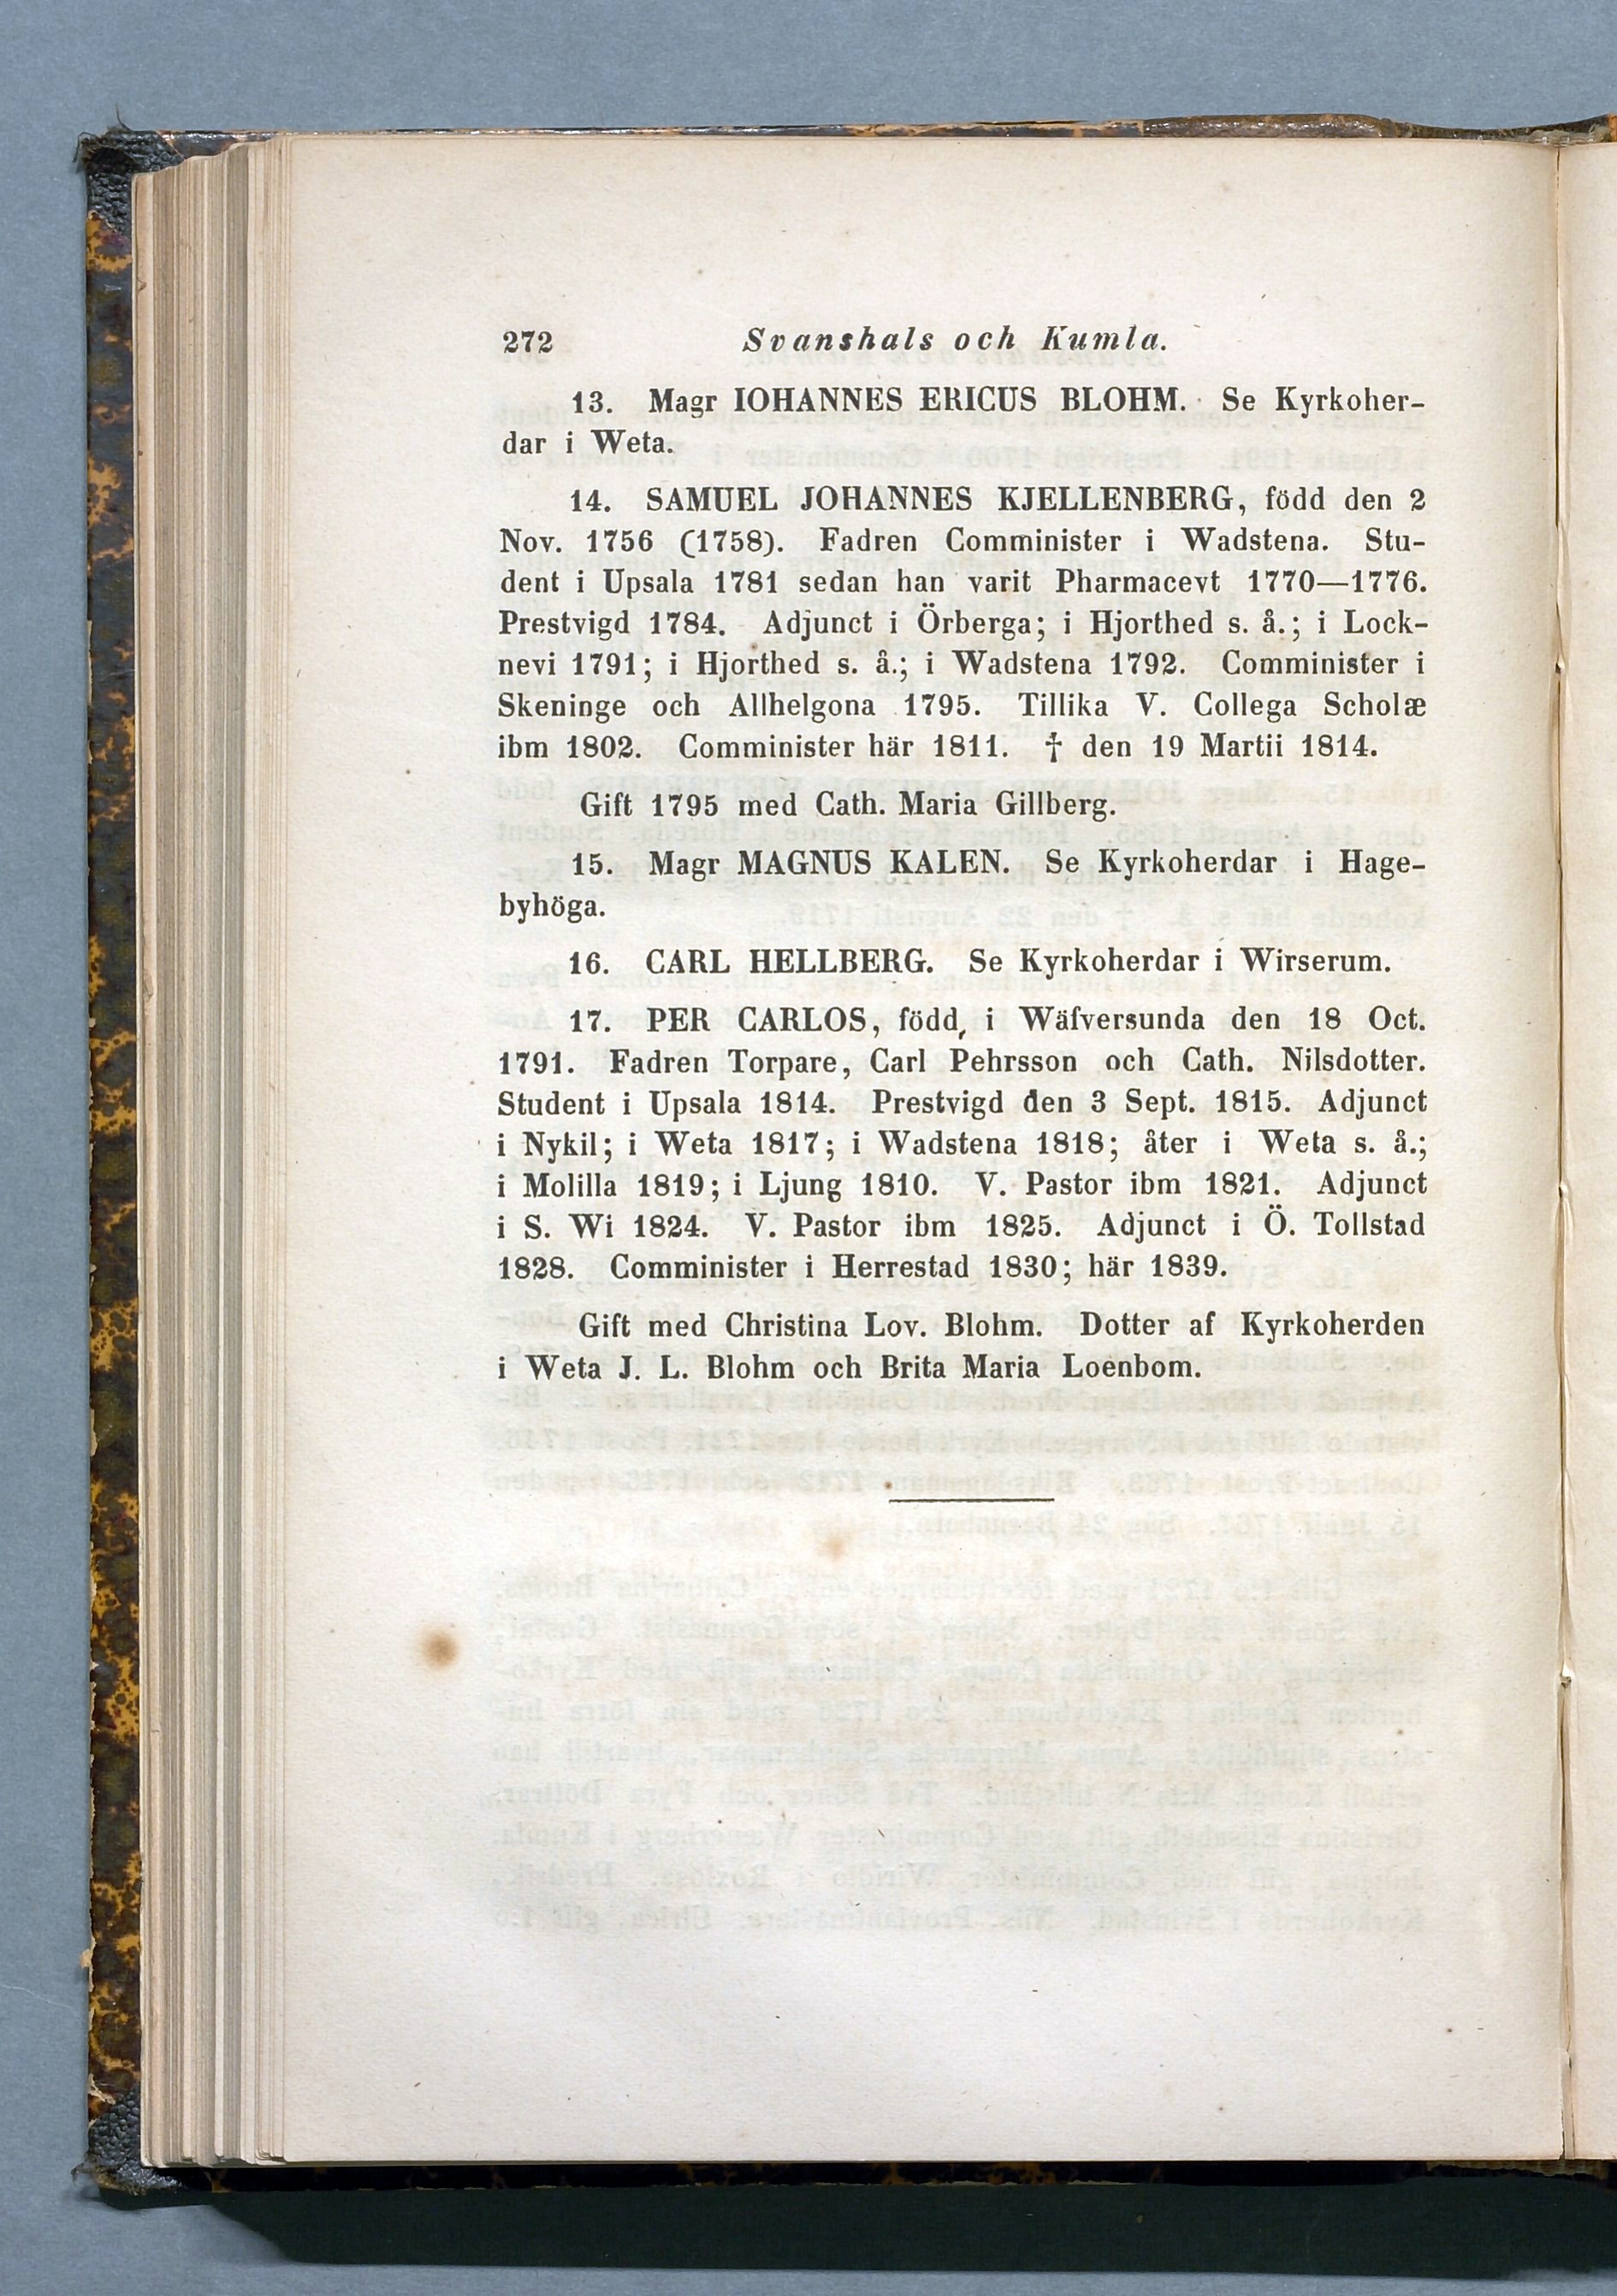 272 Svanshals och Kumla.
13. Magr IOHANNES ERICUS BLOHM. Se Kyrkoher-
dar i Weta.
14. SAMUEL JOHANNES KJELLENBERG, född den 2
Nov. 1756 (1758). Fadren Comminister i Wadstena. Stu-
dent i Upsala 1781 sedan han varit Pharmacevt 1770—1776.
Prestvigd 1784. Adjunct i Örberga; i Hjorthed s. å.; i Lock-
nevi 1791; i Hjorthed s. å.; i Wadstena 1792. Comminister i
Skeninge och Allhelgona 1795. Tillika V. Collega Scholæ
ibm 1802. Comminister här 1811. † den 19 Martii 1814.
Gift 1795 med Cath. Maria Gillberg.
15. Magr MAGNUS KALEN. Se Kyrkoherdar i Hage-
byhöga.
16. CARL HELLBERG. Se Kyrkoherdar i Wirserum.
17. PER CARLOS, född, i Wäfversunda den 18 Oct.
1791. Fadren Torpare, Carl Pehrsson och Cath. Nilsdotter.
Student i Upsala 1814. Prestvigd den 3 Sept. 1815. Adjunct
i Nykil; i Weta 1817; i Wadstena 1818; åter i Weta s. å.;
i Molilla 1819; i Ljung 1810. V. Pastor ibm 1821. Adjunct
i S. Wi 1824. V. Pastor ibm 1825. Adjunct i Ö. Tollstad
1828. Comminister i Herrestad 1830; här 1839.
Gift med Christina Lov. Blohm. Dotter af Kyrkoherden
i Weta J. L. Blohm och Brita Maria Loenbom.